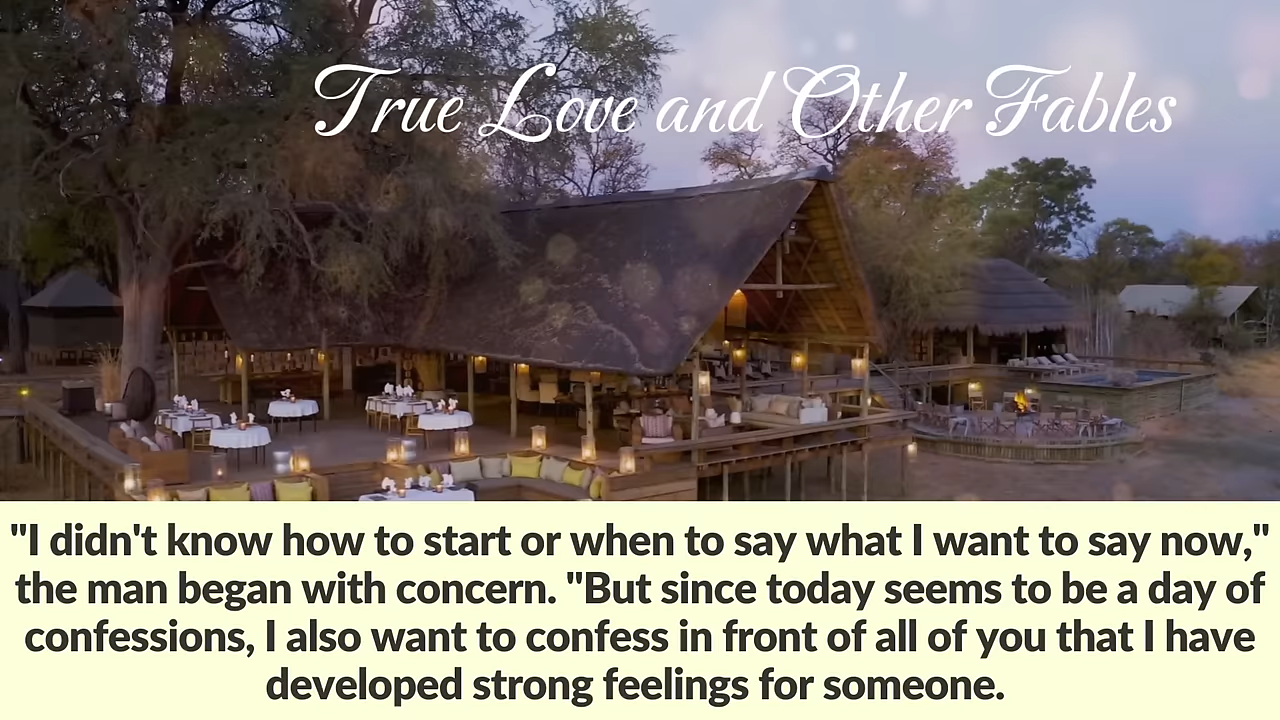 True Love and Other Fables
"I didn't know how to start or when to say what I want to say now,"
the man began with concern. "But since today seems to be a day of
confessions, I also want to confess in front of all of you that I have
developed strong feelings for someone.